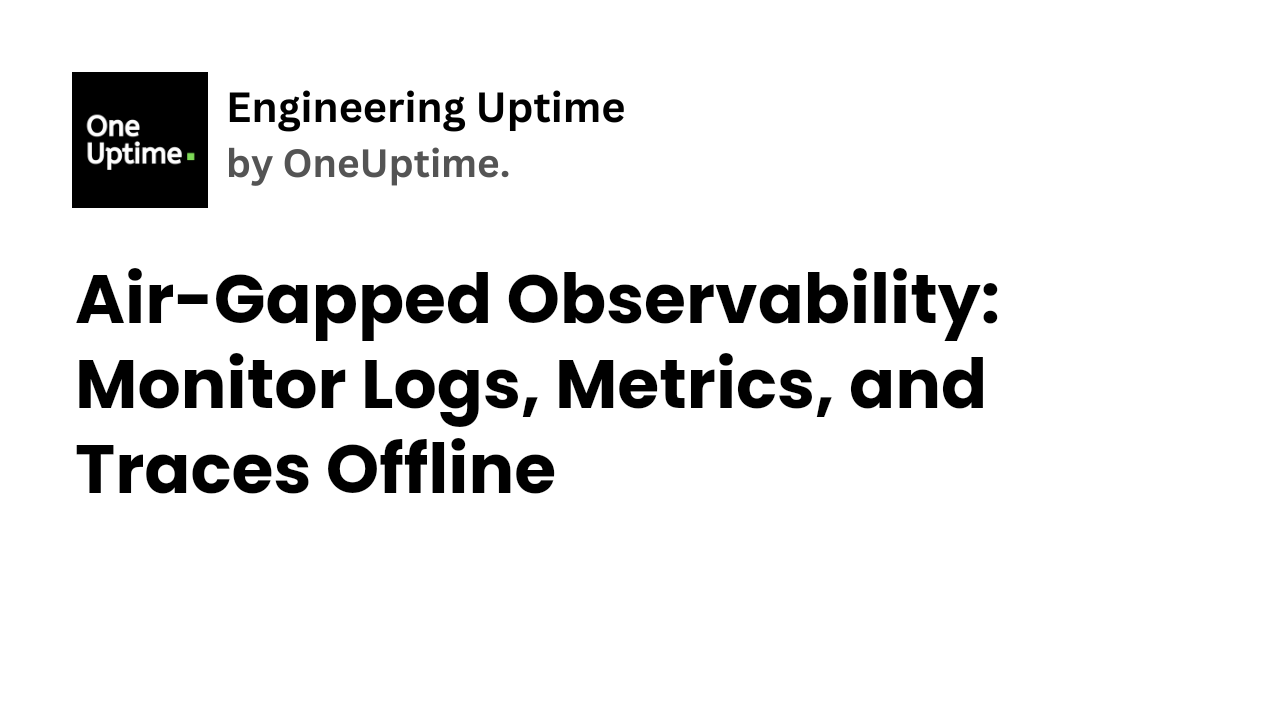 One
Uptime.
Engineering Uptime
by OneUptime.
Air-Gapped Observability:
Monitor Logs, Metrics, and
Traces Offline